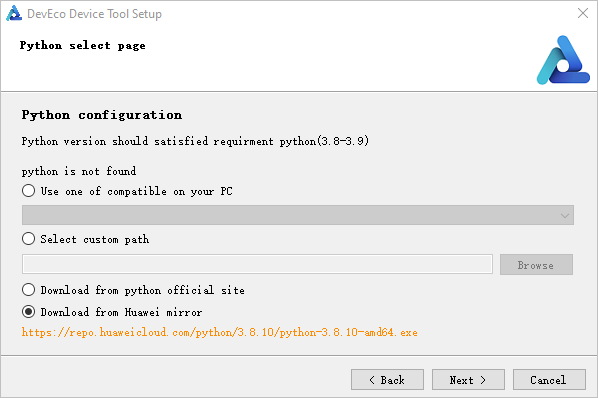 DevEco Device Tool Setup
Python select page
Python configuration
Python version should satisfied requirment python(3.8-3.9)
python is not found
Use one of compatible on your PC
Select custom path
Browse
Download from python official site
Download from Huawei mirror
https://repo.huaweicloud.com/python/3.8.10/python-3.8.10-amd64.exe
< Back Next > Cancel